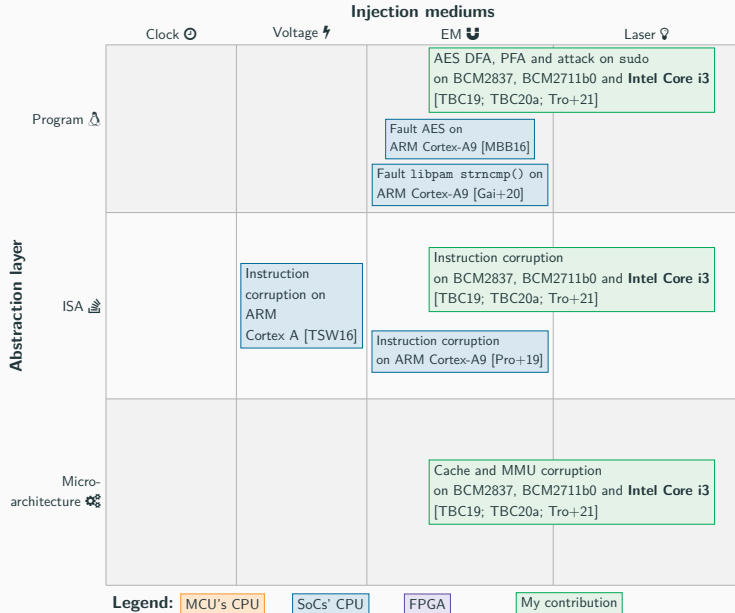 Injection mediums
Clock
Voltage
EM
Laser
Abstraction layer
Program
AES DFA, PFA and attack on sudo
on BCM2837, BCM2711b0 and Intel Core i3
[TBC19; TBC20a; Tro+21]
Fault AES on
ARM Cortex-A9 [MBB16]
Fault libpam strncmp() on
ARM Cortex-A9 [Gai+20]
ISA
Instruction
corruption on
ARM
Cortex A [TSW16]
Instruction corruption
on BCM2837, BCM2711b0 and Intel Core i3
[TBC19; TBC20a; Tro+21]
Instruction corruption
on ARM Cortex-A9 [Pro+19]
Micro-
architecture
Cache and MMU corruption
on BCM2837, BCM2711b0 and Intel Core i3
[TBC19; TBC20a; Tro+21]
Legend: MCU's CPU SoCs' CPU FPGA My contribution